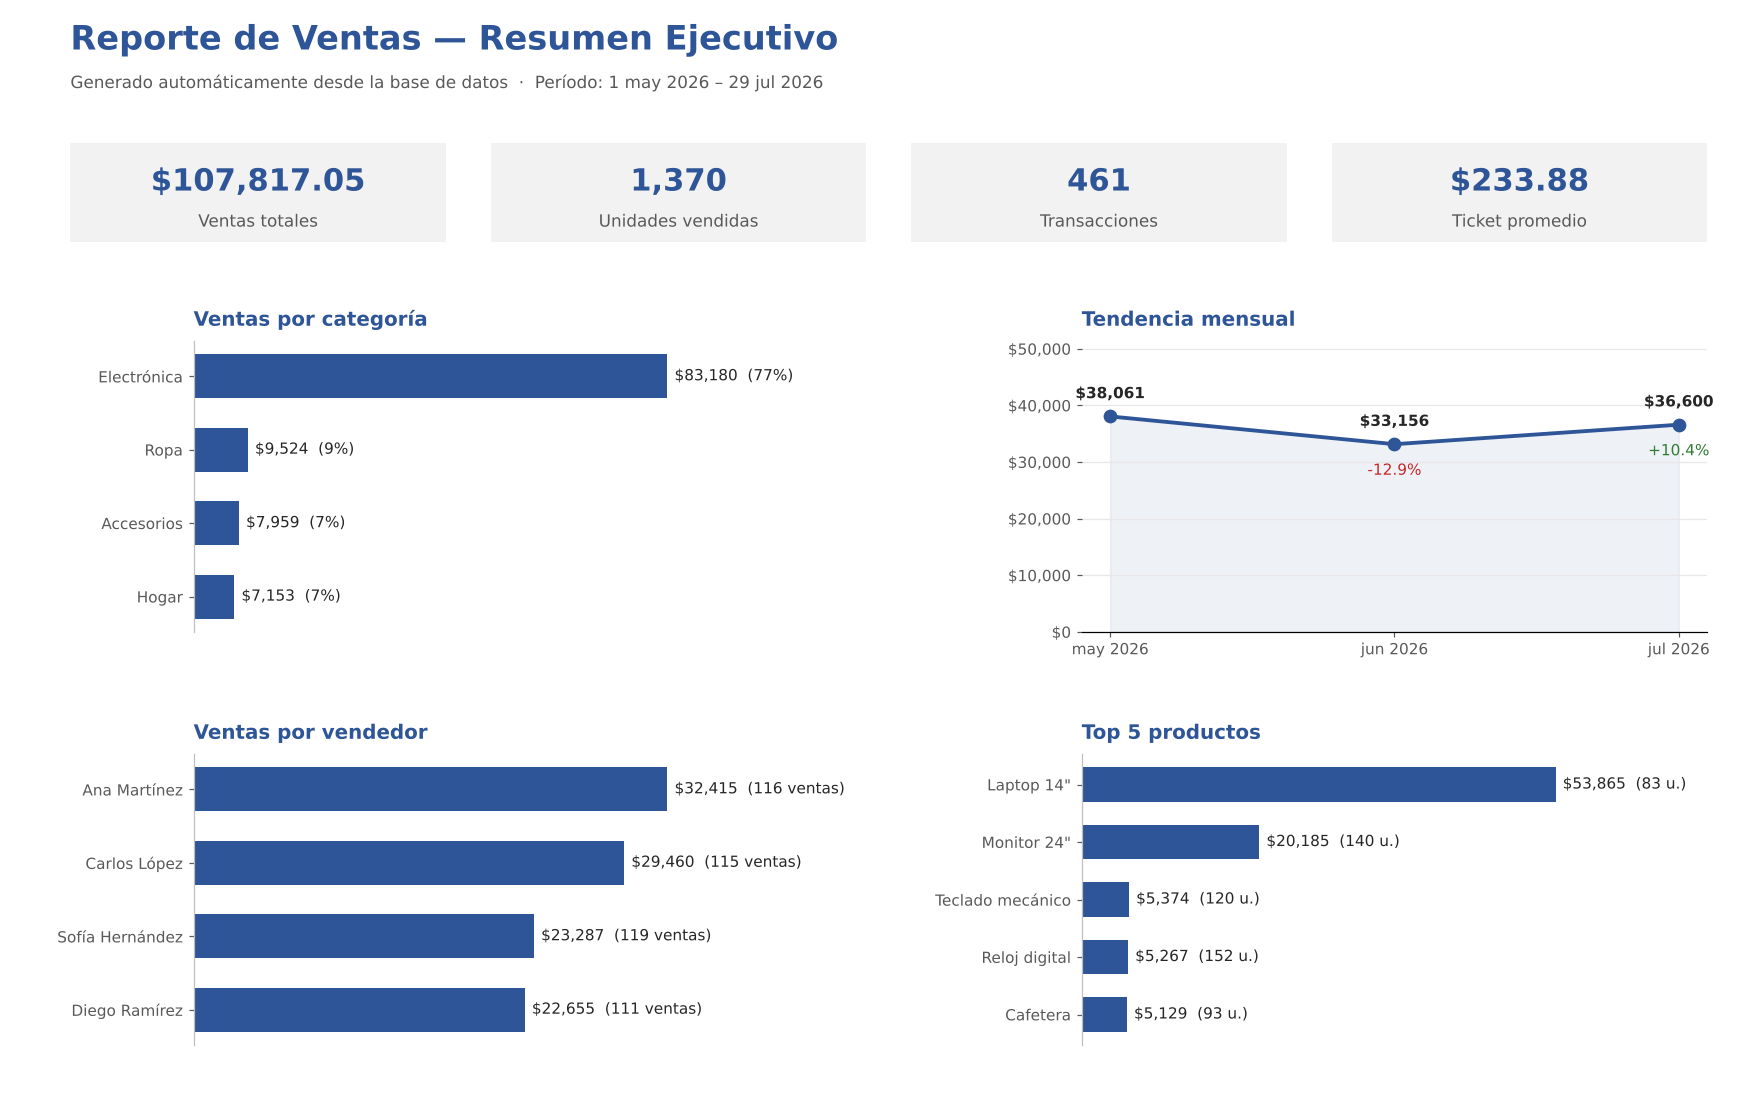 Reporte de Ventas — Resumen Ejecutivo
Generado automáticamente desde la base de datos · Período: 1 may 2026 – 29 jul 2026
$107,817.05
Ventas totales
1,370
Unidades vendidas
461
Transacciones
$233.88
Ticket promedio
Ventas por categoría
Electrónica $83,180 (77%)
Ropa $9,524 (9%)
Accesorios $7,959 (7%)
Hogar $7,153 (7%)
Tendencia mensual
$50,000
$40,000
$30,000
$20,000
$10,000
$0
$38,061
$33,156
-12.9%
$36,600
+10.4%
may 2026
jun 2026
jul 2026
Ventas por vendedor
Ana Martínez $32,415 (116 ventas)
Carlos López $29,460 (115 ventas)
Sofía Hernández $23,287 (119 ventas)
Diego Ramírez $22,655 (111 ventas)
Top 5 productos
Laptop 14" $53,865 (83 u.)
Monitor 24" $20,185 (140 u.)
Teclado mecánico $5,374 (120 u.)
Reloj digital $5,267 (152 u.)
Cafetera $5,129 (93 u.)